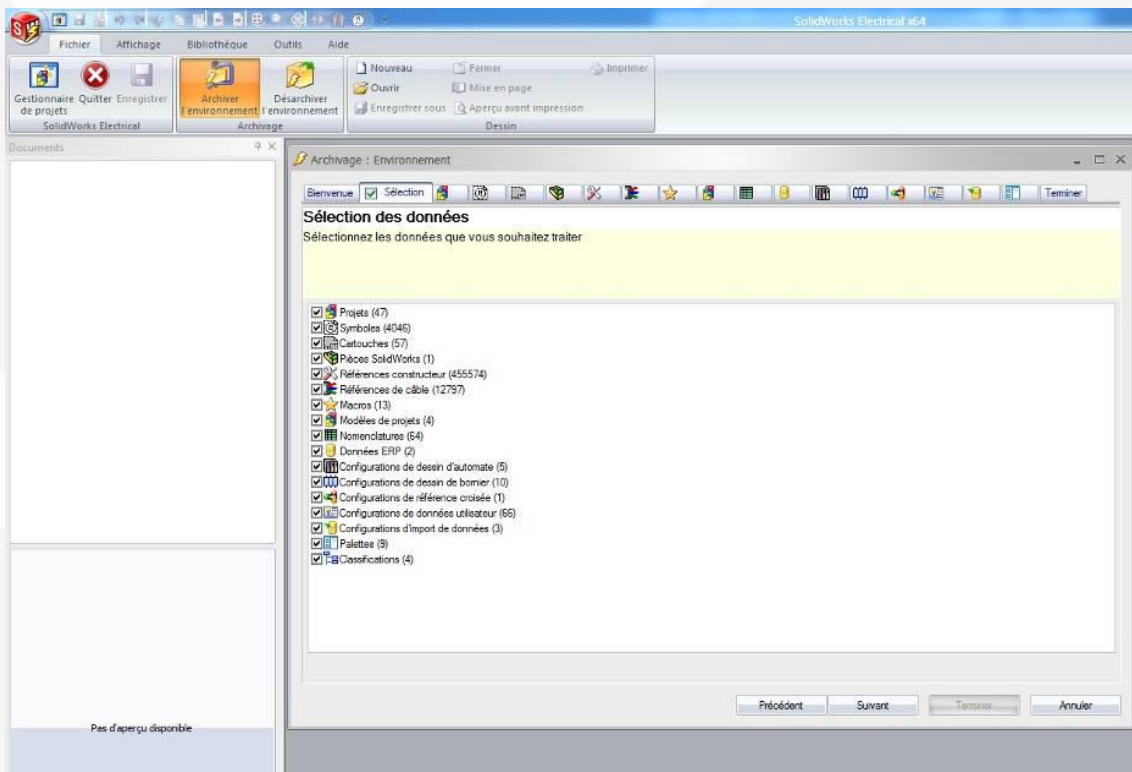 SolidWorks Electrical x64
Fichier Affichage Bibliothèque Outils Aide
Gestionnaire de projets
Quitter
Enregistrer
Archiver l'environnement
Désarchiver l'environnement
Nouveau
Ouvrir
Enregistrer sous
Fermer
Mise en page
Aperçu avant impression
Imprimer
SolidWorks Electrical
Archivage
Dessin
Documents
Archivage : Environnement
Bienvenue Sélection Terminer
Sélection des données
Sélectionnez les données que vous souhaitez traiter
Projets (47)
Symboles (4046)
Cartouches (57)
Pièces SolidWorks (1)
Références constructeur (455574)
Références de câble (12797)
Macros (13)
Modèles de projets (4)
Nomenclatures (64)
Données ERP (2)
Configurations de dessin d'automate (5)
Configurations de dessin de bornier (10)
Configurations de référence croisée (1)
Configurations de données utilisateur (66)
Configurations d'import de données (3)
Palettes (9)
Classifications (4)
Précédent Suivant Terminer Annuler
Pas d'aperçu disponible